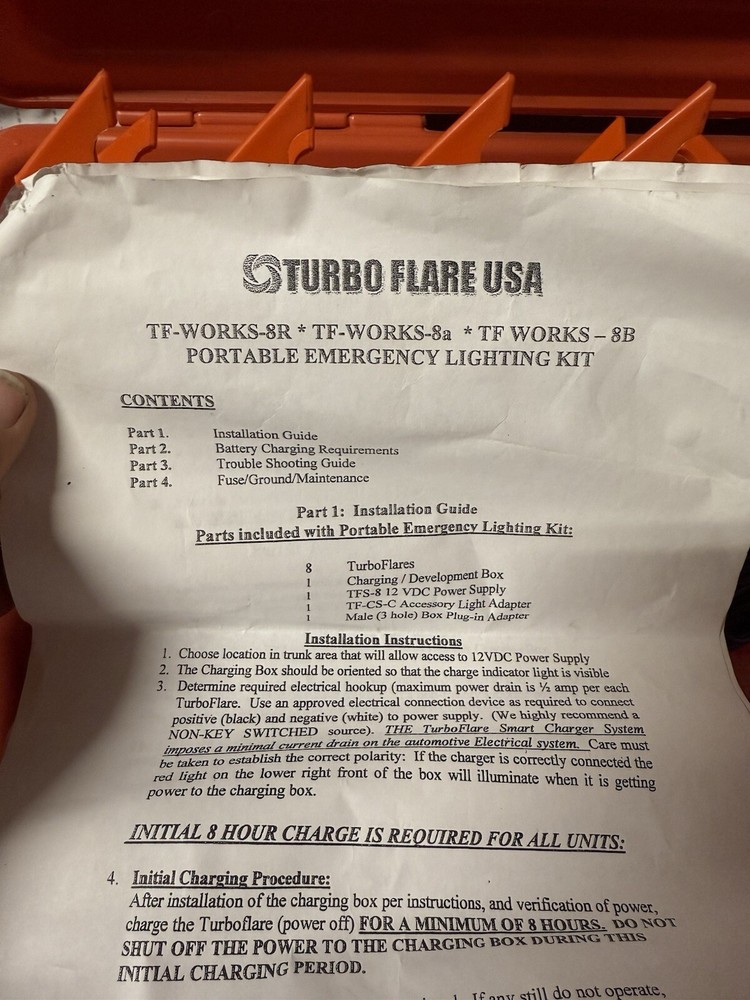 TURBO FLARE USA
TF-WORKS-8R * TF-WORKS-8a * TF WORKS – 8B
PORTABLE EMERGENCY LIGHTING KIT
CONTENTS
Part 1. Installation Guide
Part 2. Battery Charging Requirements
Part 3. Trouble Shooting Guide
Part 4. Fuse/Ground/Maintenance
Part 1: Installation Guide
Parts included with Portable Emergency Lighting Kit:
8 TurboFlares
1 Charging / Development Box
1 TFS-8 12 VDC Power Supply
1 TF-CS-C Accessory Light Adapter
1 Male (3 hole) Box Plug-in Adapter
Installation Instructions
1. Choose location in trunk area that will allow access to 12VDC Power Supply
2. The Charging Box should be oriented so that the charge indicator light is visible
3. Determine required electrical hookup (maximum power drain is ½ amp per each
TurboFlare. Use an approved electrical connection device as required to connect
positive (black) and negative (white) to power supply. (We highly recommend a
NON-KEY SWITCHED source). THE TurboFlare Smart Charger System
imposes a minimal current drain on the automotive Electrical system. Care must
be taken to establish the correct polarity: If the charger is correctly connected the
red light on the lower right front of the box will illuminate when it is getting
power to the charging box.
INITIAL 8 HOUR CHARGE IS REQUIRED FOR ALL UNITS:
4. Initial Charging Procedure:
After installation of the charging box per instructions, and verification of power,
charge the Turboflare (power off) FOR A MINIMUM OF 8 HOURS. DO NOT
SHUT OFF THE POWER TO THE CHARGING BOX DURING THIS
INITIAL CHARGING PERIOD.
If any still do not operate,